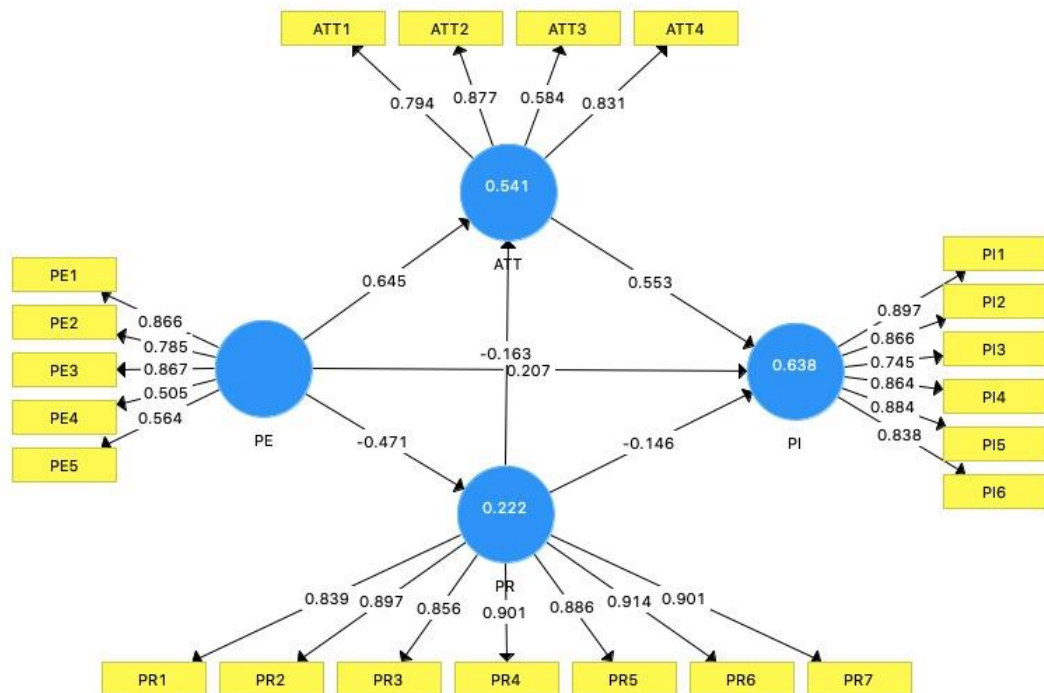 ATT1 ATT2 ATT3 ATT4
0.794 0.877 0.584 0.831
0.541
ATT
0.645
0.553
PE1
PE2
PE3
PE4
PE5
0.866
0.785
0.867
0.505
0.564
PE
-0.163
0.207
0.638
PI
0.897
0.866
0.745
0.864
0.884
0.838
PI1
PI2
PI3
PI4
PI5
PI6
-0.471
-0.146
0.222
PR
0.839 0.897 0.856 0.901 0.886 0.914 0.901
PR1 PR2 PR3 PR4 PR5 PR6 PR7